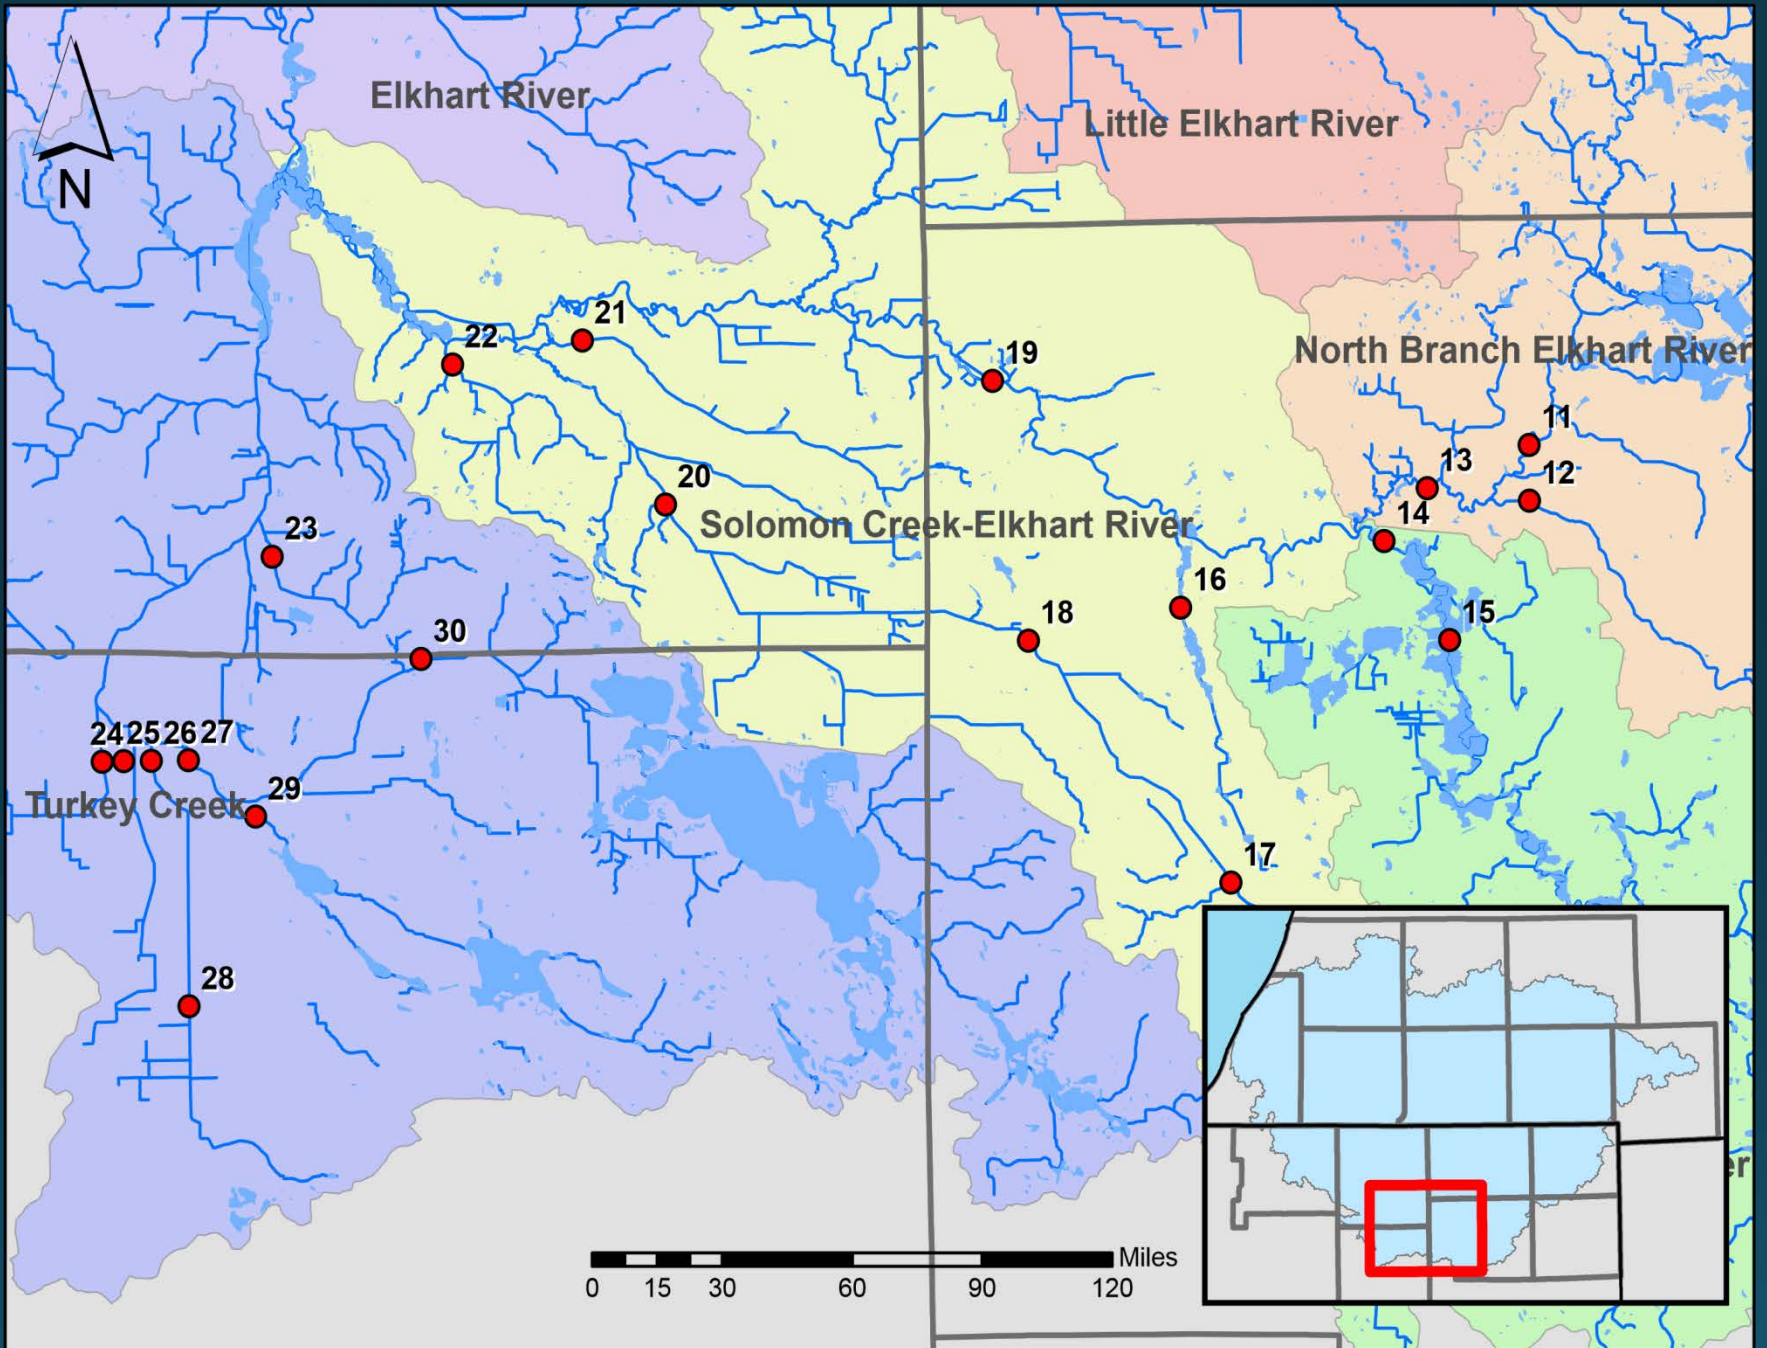 Elkhart River
Little Elkhart River
N
21
22
19
North Branch Elkhart River
11
13
12
20
14
Solomon Creek-Elkhart River
23
16
18
15
30
24 25 26 27
29
Turkey Creek
17
28
er
Miles
0 15 30 60 90 120